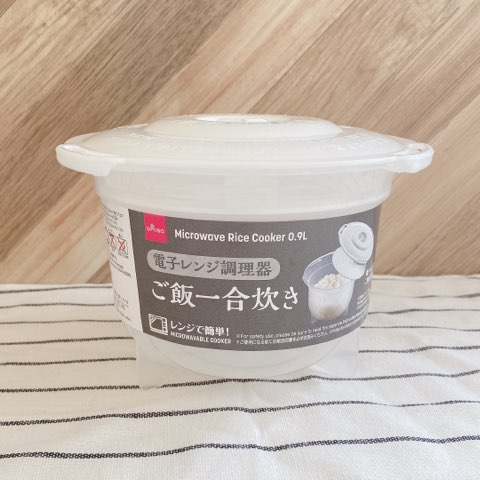 DAISO
Microwave Rice Cooker 0.9L
電子レンジ調理器
ご飯一合炊き
レンジで簡単!
MICROWAVABLE COOKER